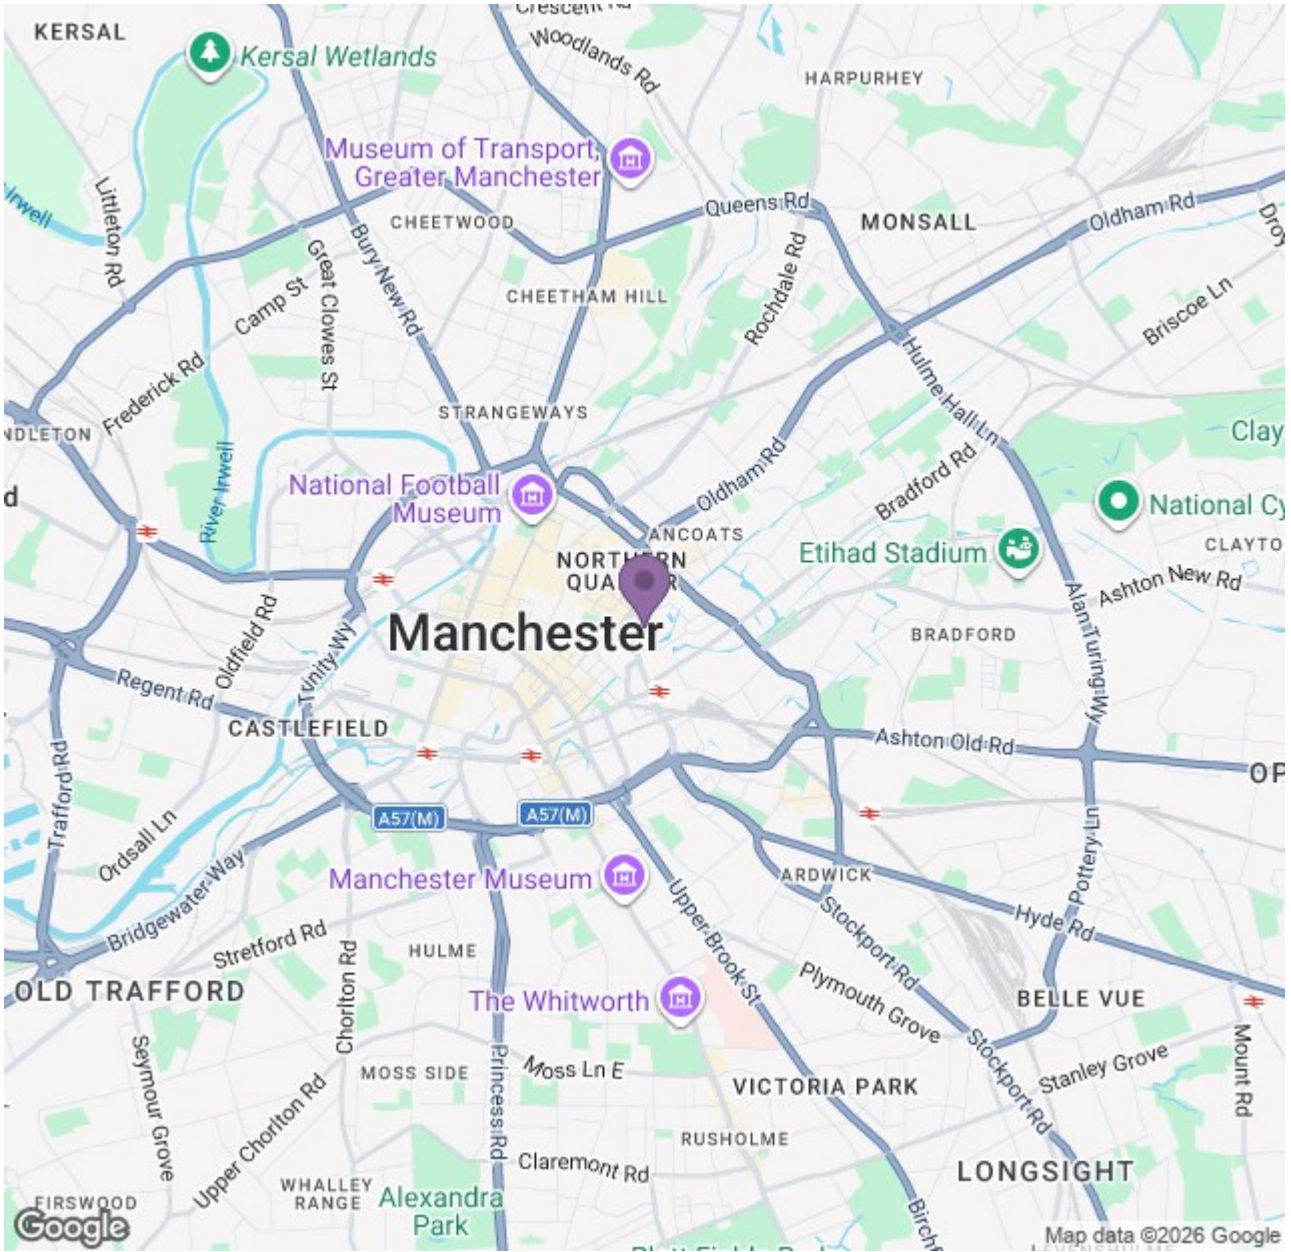 Crescent Rd
KERSAL
Kersal Wetlands
Woodlands Rd
HARPURHEY
Museum of Transport,
Greater Manchester
Irwell
Littleton Rd
CHEETWOOD
Queens Rd
MONSALL
Oldham Rd
Bury New Rd
Great Clowes St
Camp St
CHEETHAM HILL
Rochdale Rd
Briscoe Ln
Frederick Rd
Hulme Hall Ln
STRANGEWAYS
NDLETON
Clay
River Irwell
National Football
Museum
Oldham Rd
Bradford Rd
d
National Cy
ANCOATS
NORTHERN
Etihad Stadium
CLAYTO
Ashton New Rd
Manchester
Oldfield Rd
Trinity Wy
BRADFORD
Alan Turing Wy
Regent Rd
CASTLEFIELD
Ashton Old Rd
OP
Trafford Rd
Ordsall Ln
A57(M)
A57(M)
Pottery Ln
Manchester Museum
ARDWICK
Bridgewater Way
Upper Brook St
Stockport Rd
Hyde Rd
Stretford Rd
HULME
Chorlton Rd
OLD TRAFFORD
The Whitworth
Plymouth Grove
BELLE VUE
Seymour Grove
Princess Rd
MOSS SIDE
Moss Ln E
VICTORIA PARK
Stockport Rd
Stanley Grove
Mount Rd
Upper Chorlton Rd
RUSHOLME
Claremont Rd
LONGSIGHT
FIRSWOOD
WHALLEY
RANGE
Alexandra
Park
Google
Map data ©2026 Google